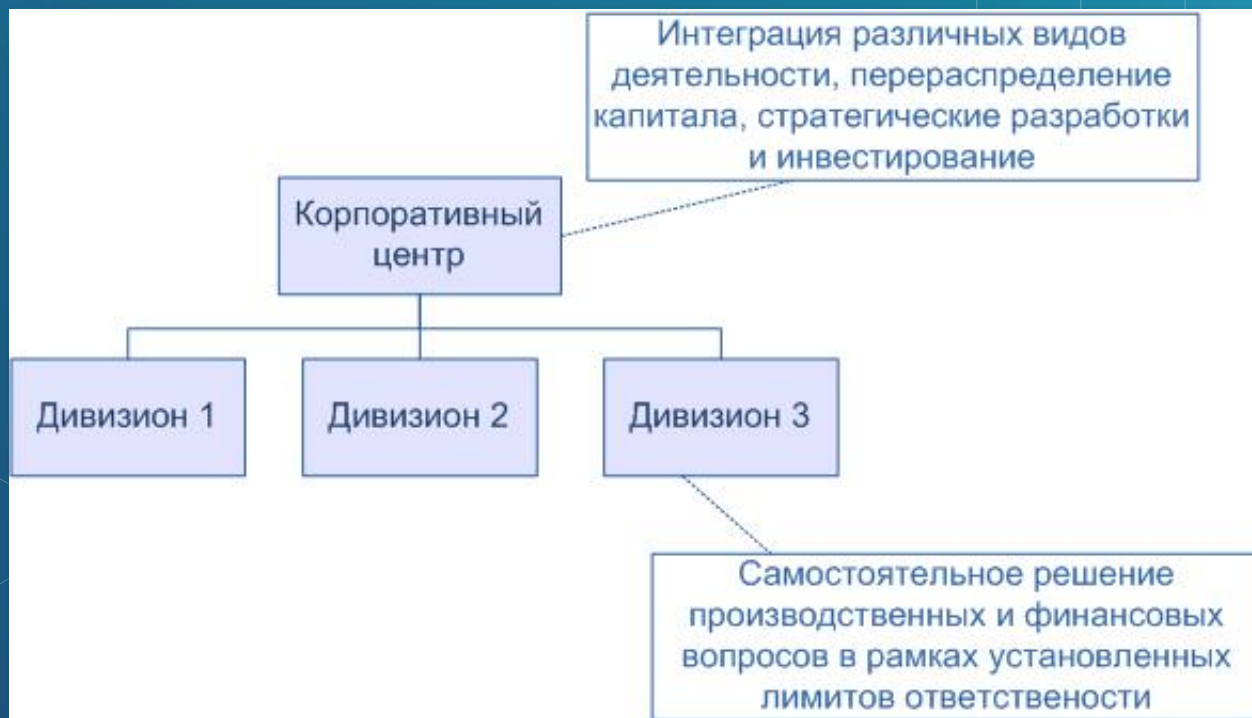 Интеграция различных видов
деятельности, перераспределение
капитала, стратегические разработки
и инвестирование
Корпоративный
центр
Дивизион 1
Дивизион 2
Дивизион 3
Самостоятельное решение
производственных и финансовых
вопросов в рамках установленных
лимитов ответствености